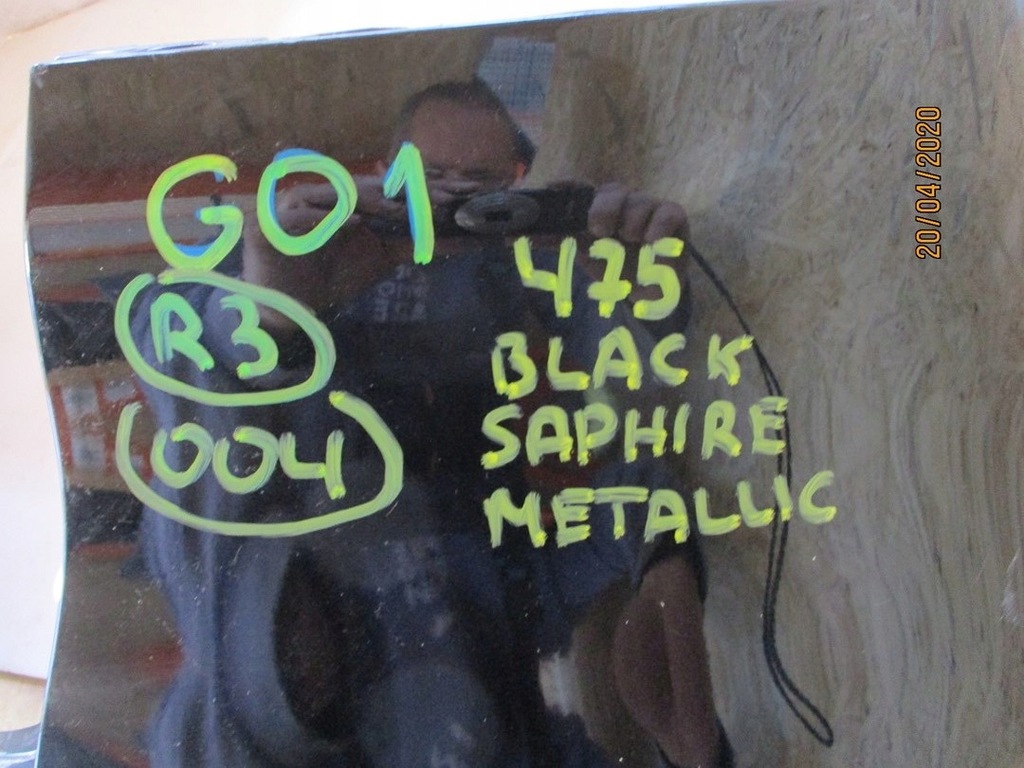 G01
R3
004
475
BLACK
SAPHIRE
METALLIC
20/04/2020